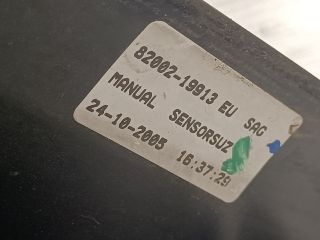 82002-19913 EU SAG
MANUAL SENSORSUZ
24-10-2005 16:37:29